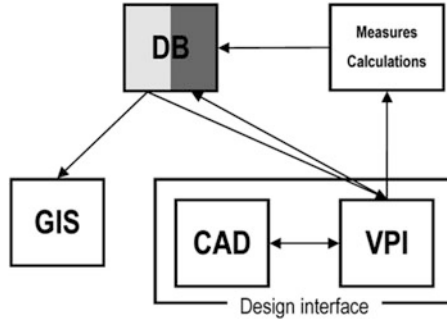 DB
Measures
Calculations
GIS
CAD
VPI
Design interface